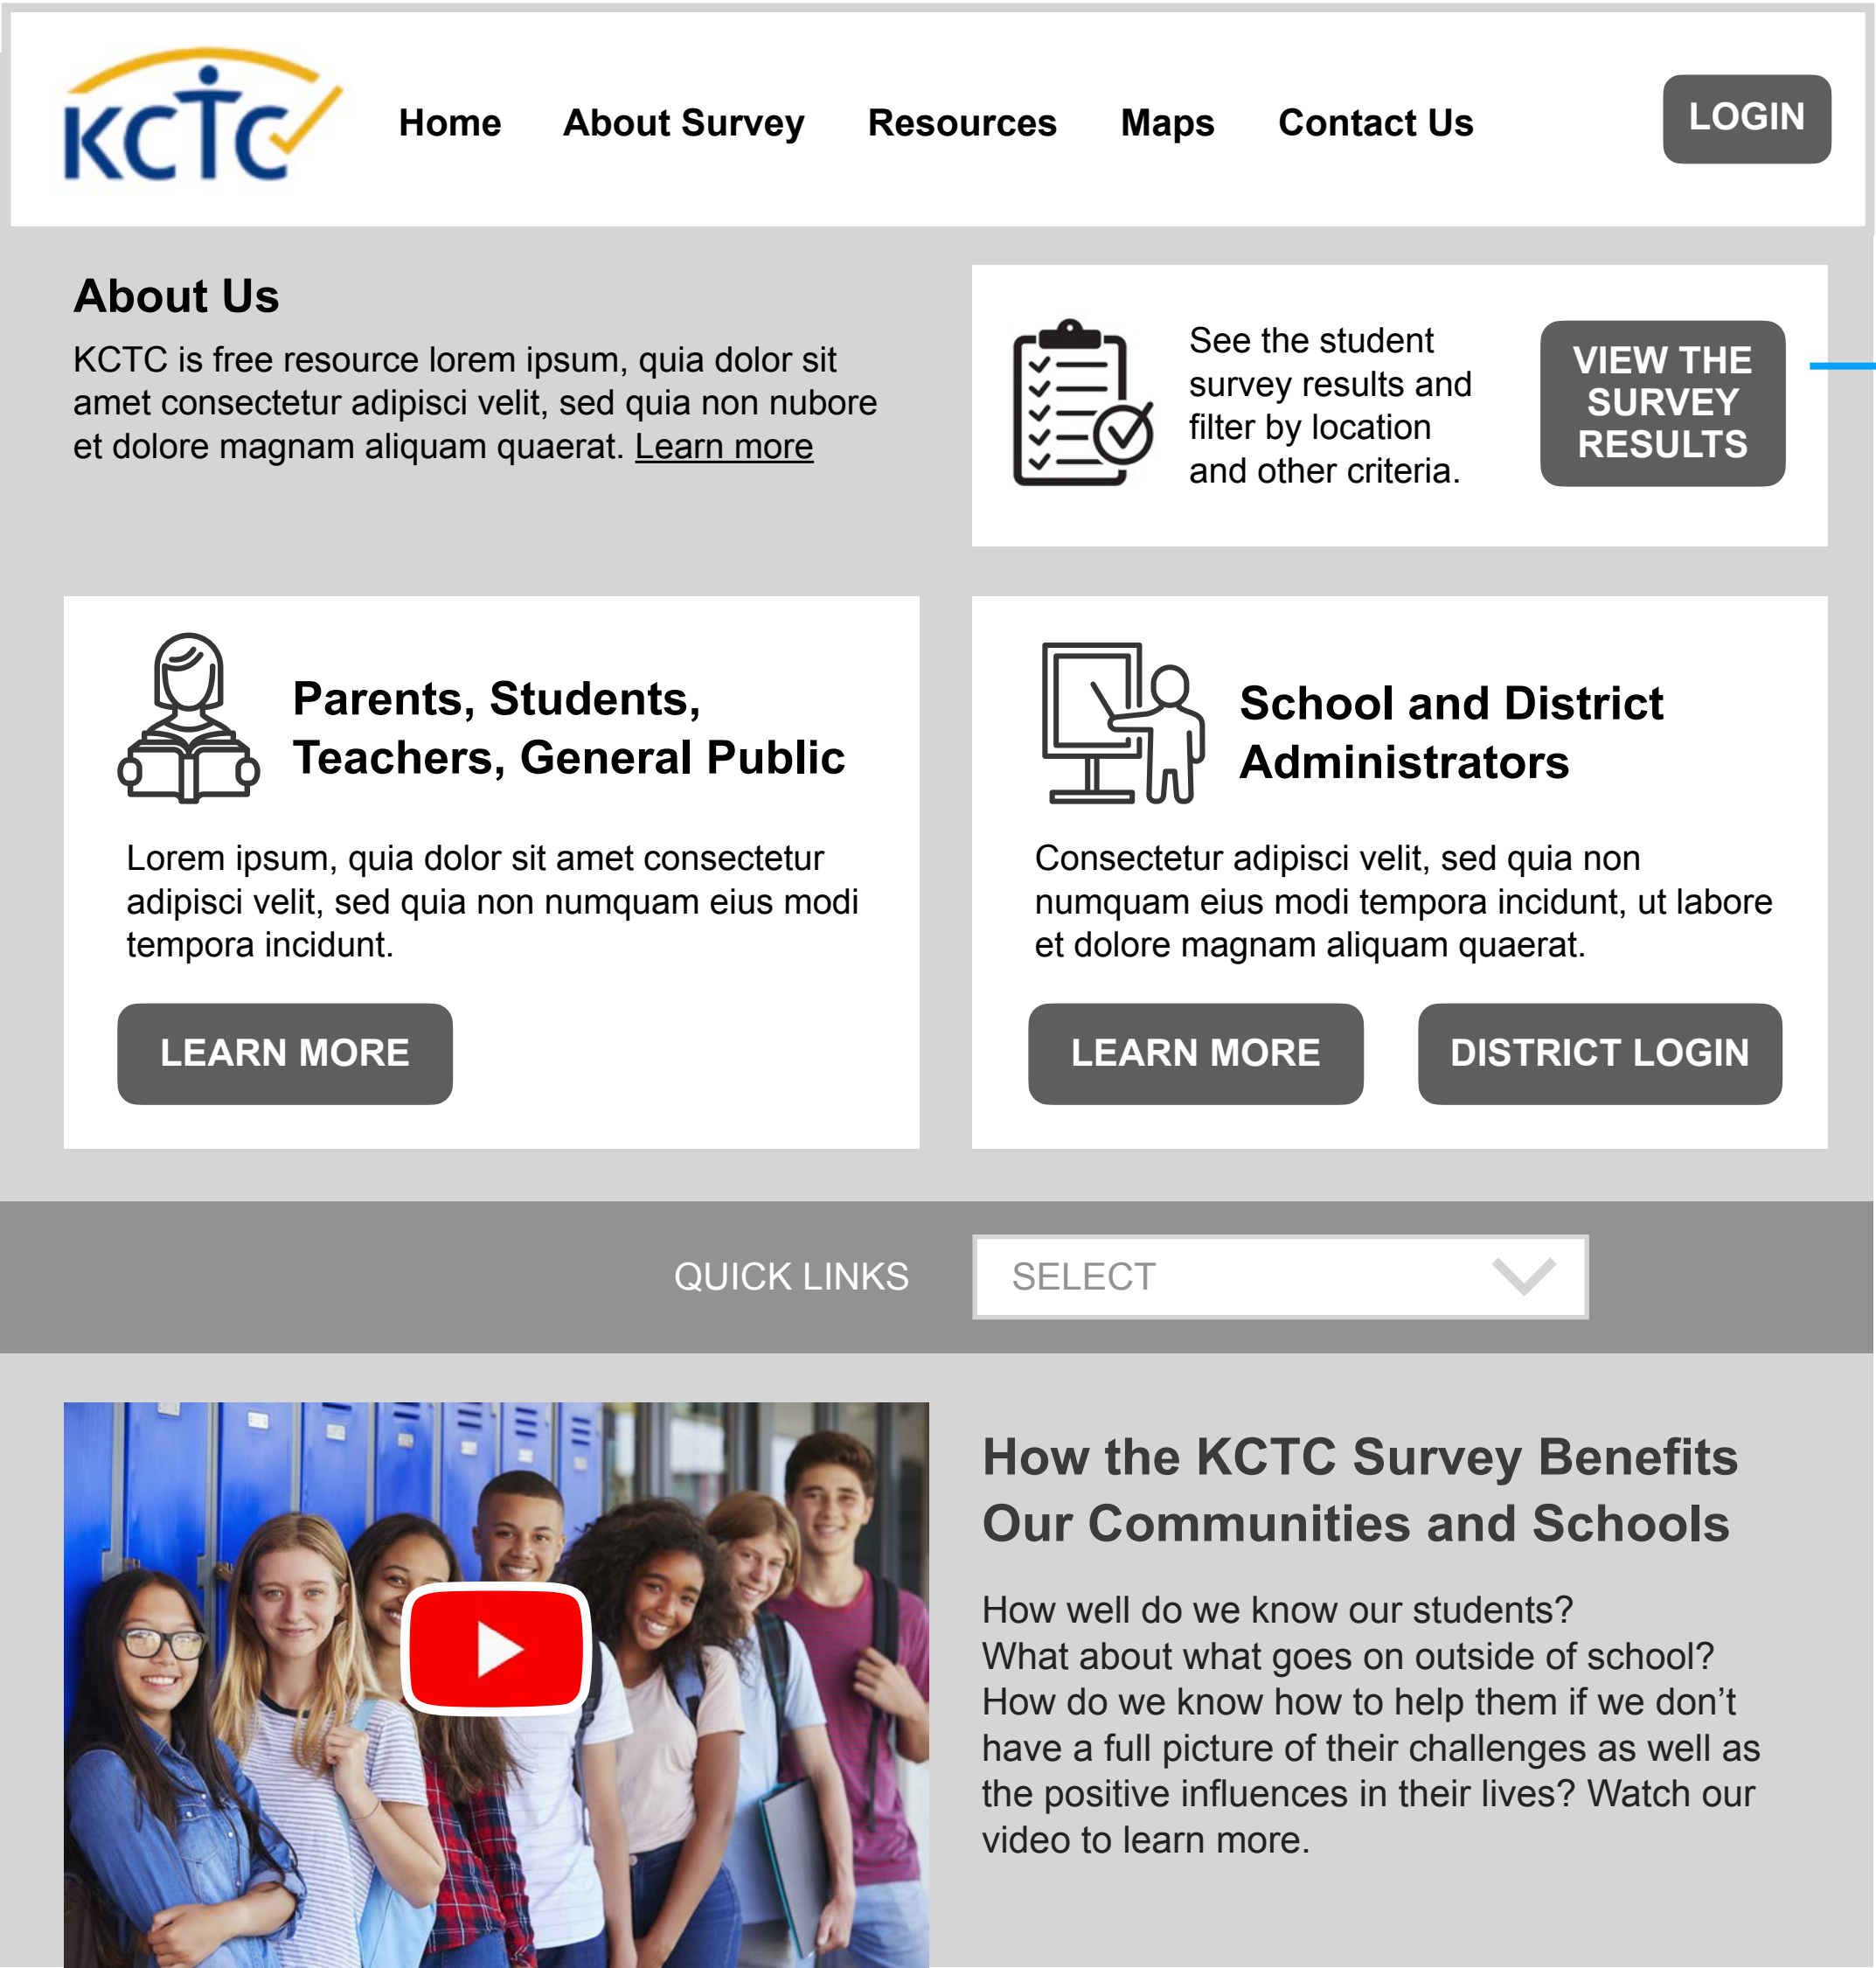 KCTC
Home About Survey Resources Maps Contact Us LOGIN
About Us
KCTC is free resource lorem ipsum, quia dolor sit
amet consectetur adipisci velit, sed quia non nubore
et dolore magnam aliquam quaerat. Learn more
See the student
survey results and
filter by location
and other criteria.
VIEW THE
SURVEY
RESULTS
Parents, Students,
Teachers, General Public
Lorem ipsum, quia dolor sit amet consectetur
adipisci velit, sed quia non numquam eius modi
tempora incidunt.
LEARN MORE
School and District
Administrators
Consectetur adipisci velit, sed quia non
numquam eius modi tempora incidunt, ut labore
et dolore magnam aliquam quaerat.
LEARN MORE DISTRICT LOGIN
QUICK LINKS SELECT
How the KCTC Survey Benefits
Our Communities and Schools
How well do we know our students?
What about what goes on outside of school?
How do we know how to help them if we don’t
have a full picture of their challenges as well as
the positive influences in their lives? Watch our
video to learn more.